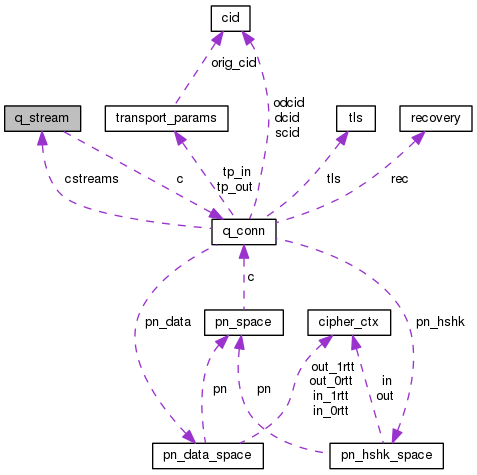 cid
orig_cid
q_stream
transport_params
odcid
dcid
scid
tls
recovery
cstreams
c
tp_in
tp_out
tls
rec
q_conn
c
pn_data
pn_space
cipher_ctx
pn_hshk
pn
pn
out_1rtt
out_0rtt
in_1rtt
in_0rtt
in
out
pn_data_space
pn_hshk_space